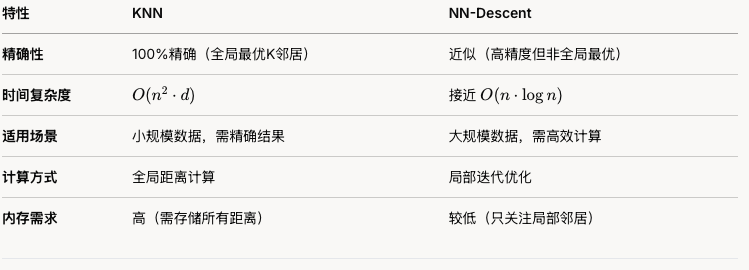 特性 KNN NN-Descent
精确性 100%精确（全局最优K邻居） 近似（高精度但非全局最优）
时间复杂度 O(n² · d) 接近 O(n · log n)
适用场景 小规模数据，需精确结果 大规模数据，需高效计算
计算方式 全局距离计算 局部迭代优化
内存需求 高（需存储所有距离） 较低（只关注局部邻居）